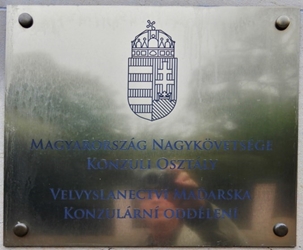 MAGYARORSZÁG NAGYKÖVETSÉGE
KONZULI OSZTÁLY
VELVYSLANECTVÍ MAĎARSKA
KONZULÁRNÍ ODDĚLENÍ